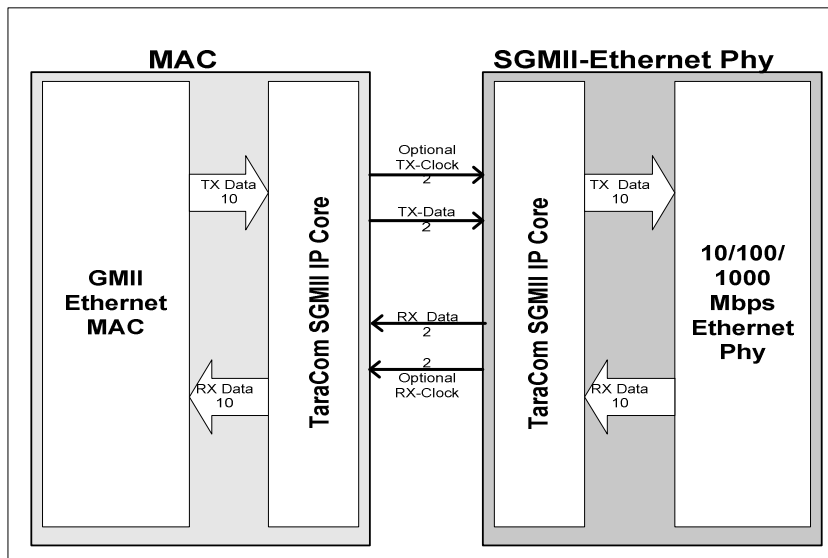 MAC
SGMII-Ethernet Phy
GMII
Ethernet
MAC
TX Data
10
RX Data
10
TaraCom SGMII IP Core
Optional
TX-Clock
2
TX-Data
2
RX Data
2
2
Optional
RX-Clock
TaraCom SGMII IP Core
TX Data
10
RX Data
10
10/100/
1000
Mbps
Ethernet
Phy